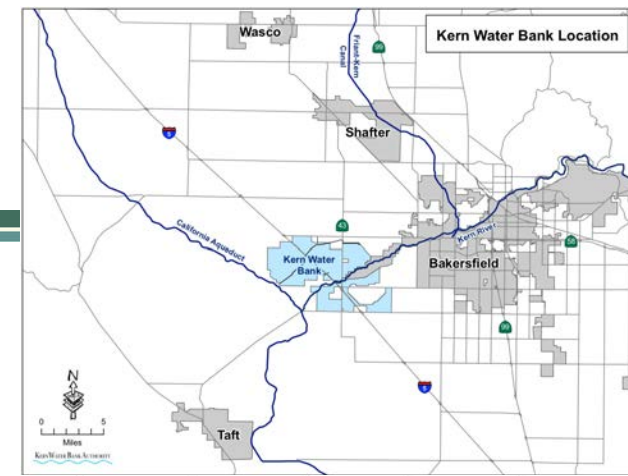 Kern Water Bank Location
Wasco
99
Friant-Kern
Canal
Shafter
5
California Aqueduct
43
Kern River
58
Kern Water
Bank
Bakersfield
99
N
5
0 5
Miles
Taft
KERN WATER BANK AUTHORITY